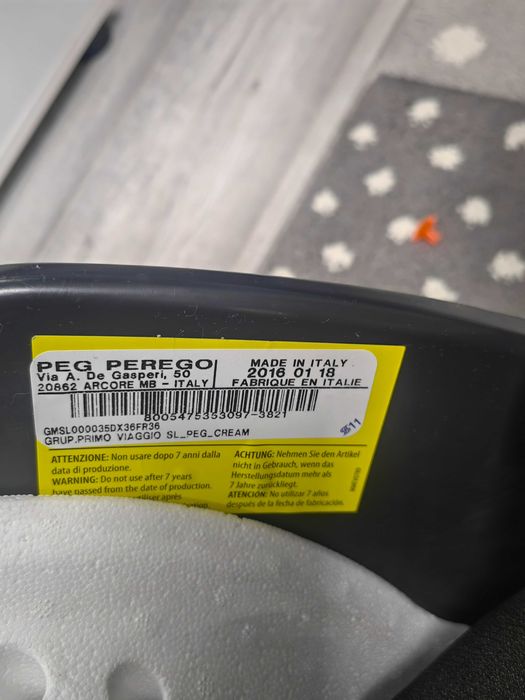 PEG PEREGO
Via A. De Gasperi, 50
20862 ARCORE MB - ITALY
MADE IN ITALY
2016 01 18
FABRIQUE EN ITALIE
8005475353097-3821
GMSL000035DX36FR36
GRUP.PRIMO VIAGGIO SL_PEG_CREAM
ATTENZIONE: Non usare dopo 7 anni dalla
data di produzione.
WARNING: Do not use after 7 years
have passed from the date of production.
utiliser après
ACHTUNG: Nehmen Sie den Artikel
nicht in Gebrauch, wenn das
Herstellungsdatum mehr als
7 Jahre zurückliegt.
ATENCIÓN: No utilizar 7 años
después de la fecha de fabricación.